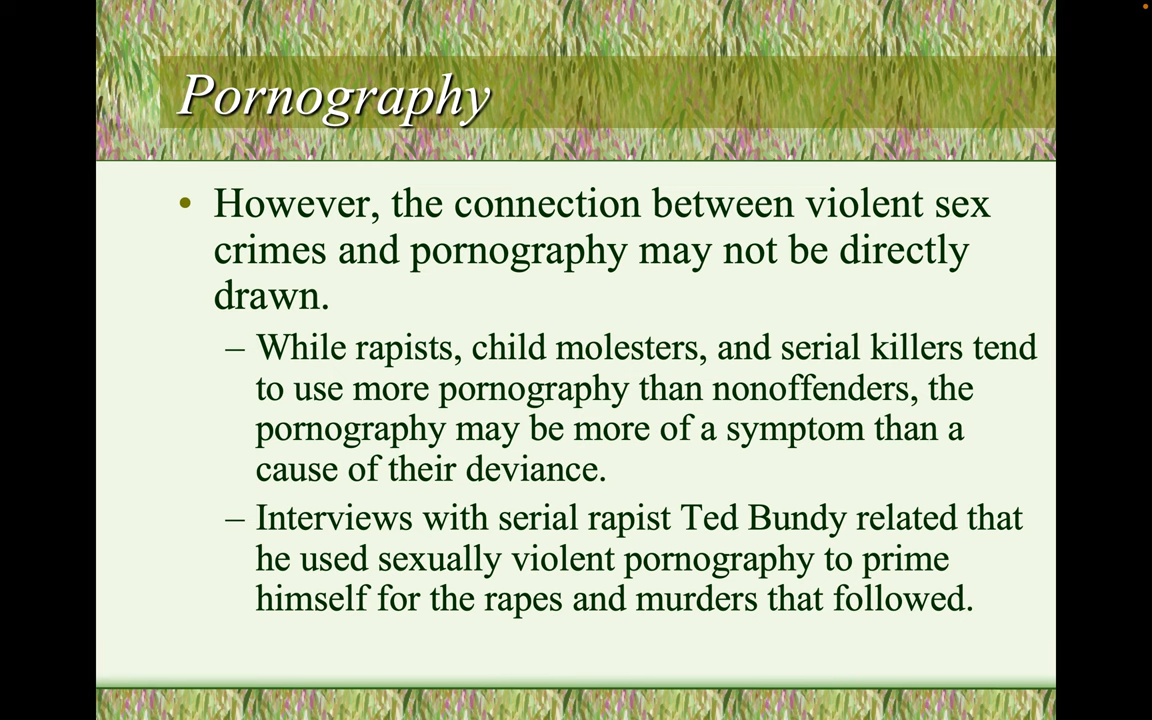 Pornography
• However, the connection between violent sex
crimes and pornography may not be directly
drawn.
– While rapists, child molesters, and serial killers tend
to use more pornography than nonoffenders, the
pornography may be more of a symptom than a
cause of their deviance.
– Interviews with serial rapist Ted Bundy related that
he used sexually violent pornography to prime
himself for the rapes and murders that followed.